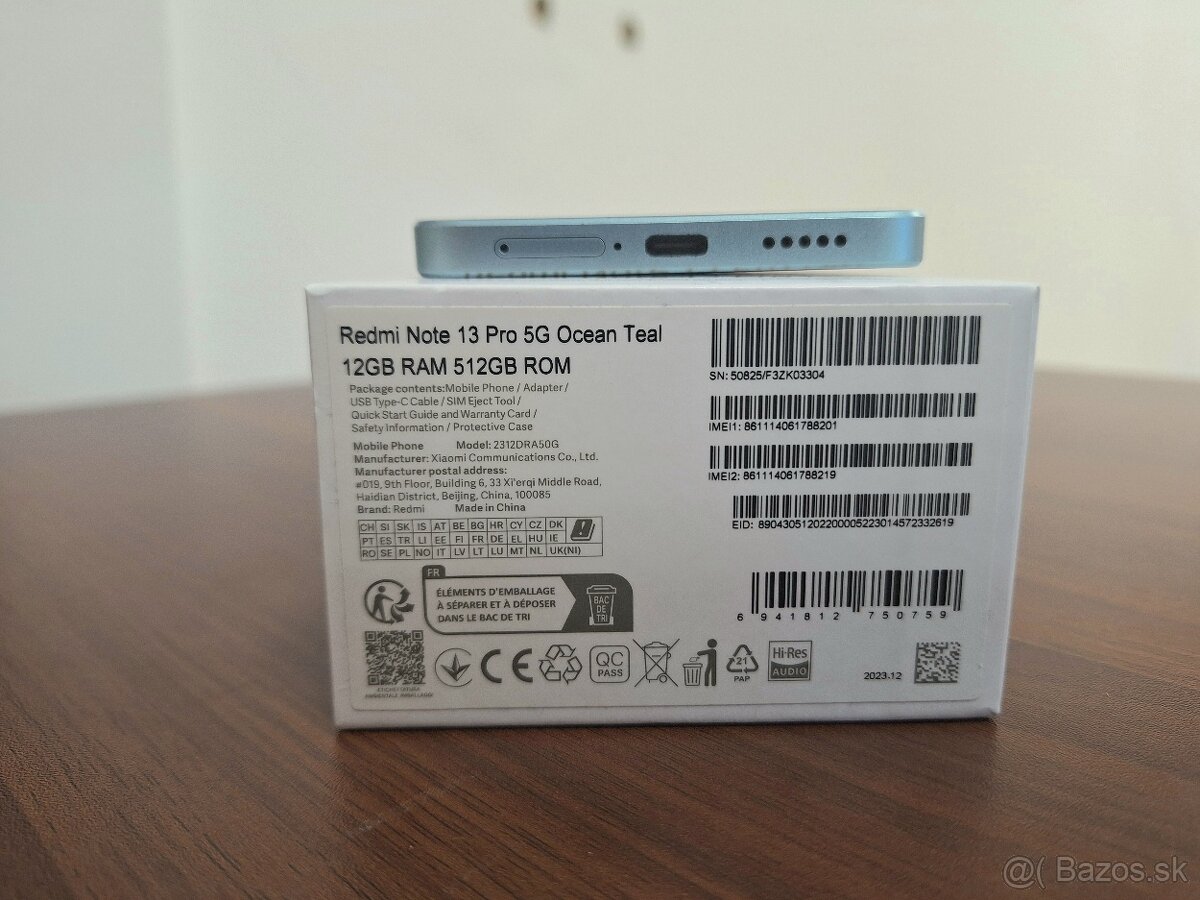 Redmi Note 13 Pro 5G Ocean Teal
12GB RAM 512GB ROM
Package contents:Mobile Phone / Adapter /
USB Type-C Cable / SIM Eject Tool /
Quick Start Guide and Warranty Card /
Safety Information / Protective Case
Mobile Phone Model: 2312DRA50G
Manufacturer: Xiaomi Communications Co., Ltd.
Manufacturer postal address:
#019, 9th Floor, Building 6, 33 Xi'erqi Middle Road,
Haidian District, Beijing, China, 100085
Brand: Redmi Made in China
CH SI SK IS AT BE BG HR CY CZ DK
PT ES TR LI EE FI FR DE EL HU IE
RO SE PL NO IT LV LT LU MT NL UK(NI)
FR
ÉLÉMENTS D'EMBALLAGE
À SÉPARER ET À DÉPOSER
DANS LE BAC DE TRI
BAC
DE
TRI
ETICHETTATURA
AMBIENTALE IMBALLAGGI
CE
QC
PASS
21
PAP
Hi-Res
AUDIO
SN: 50825/F3ZK03304
IMEI1: 861114061788201
IMEI2: 861114061788219
EID: 89043051202200005223014572332619
6 941812 750759
2023.12
@( Bazos.sk